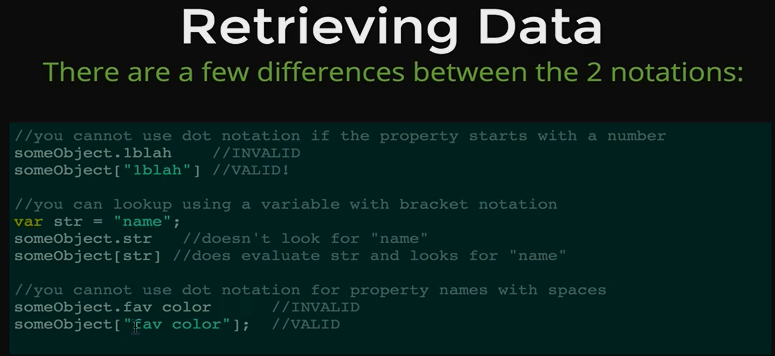 Retrieving Data
There are a few differences between the 2 notations:
//you cannot use dot notation if the property starts with a number
someObject.1blah    //INVALID
someObject["1blah"] //VALID!
//you can lookup using a variable with bracket notation
var str = "name";
someObject.str   //doesn't look for "name"
someObject[str] //does evaluate str and looks for "name"
//you cannot use dot notation for property names with spaces
someObject.fav color      //INVALID
someObject["fav color"];  //VALID